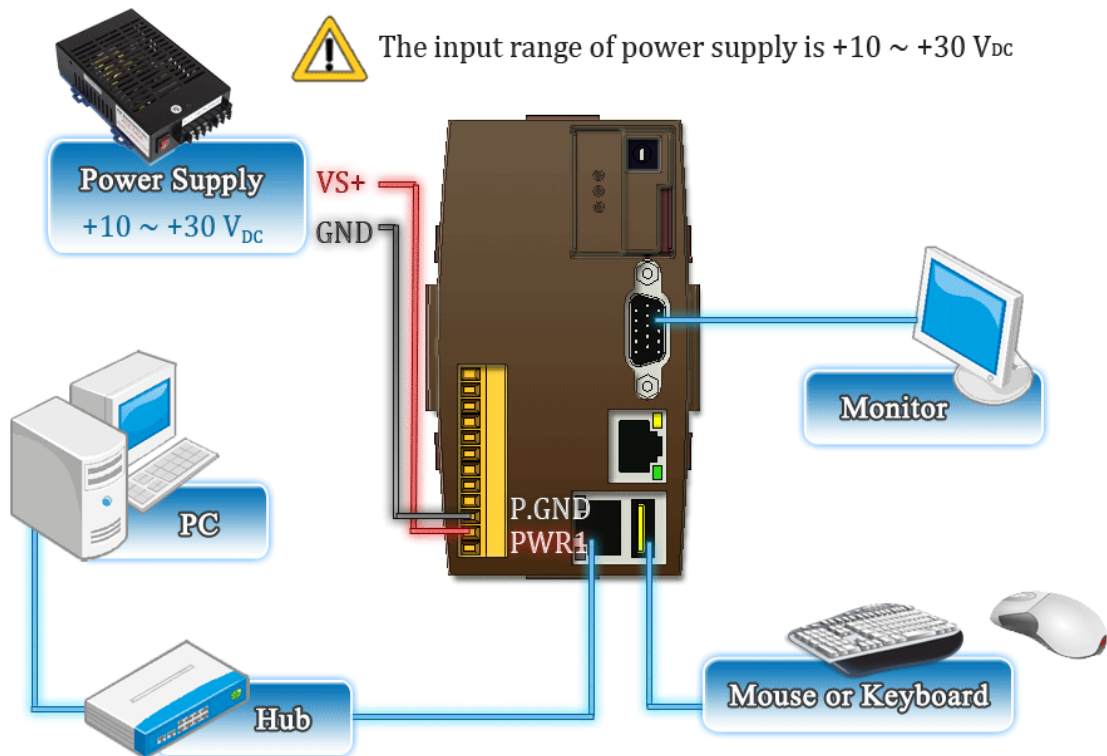 The input range of power supply is +10 ~ +30 VDC
Power Supply
+10 ~ +30 VDC
VS+
GND
Monitor
PC
P.GND
PWR1
Hub
Mouse or Keyboard